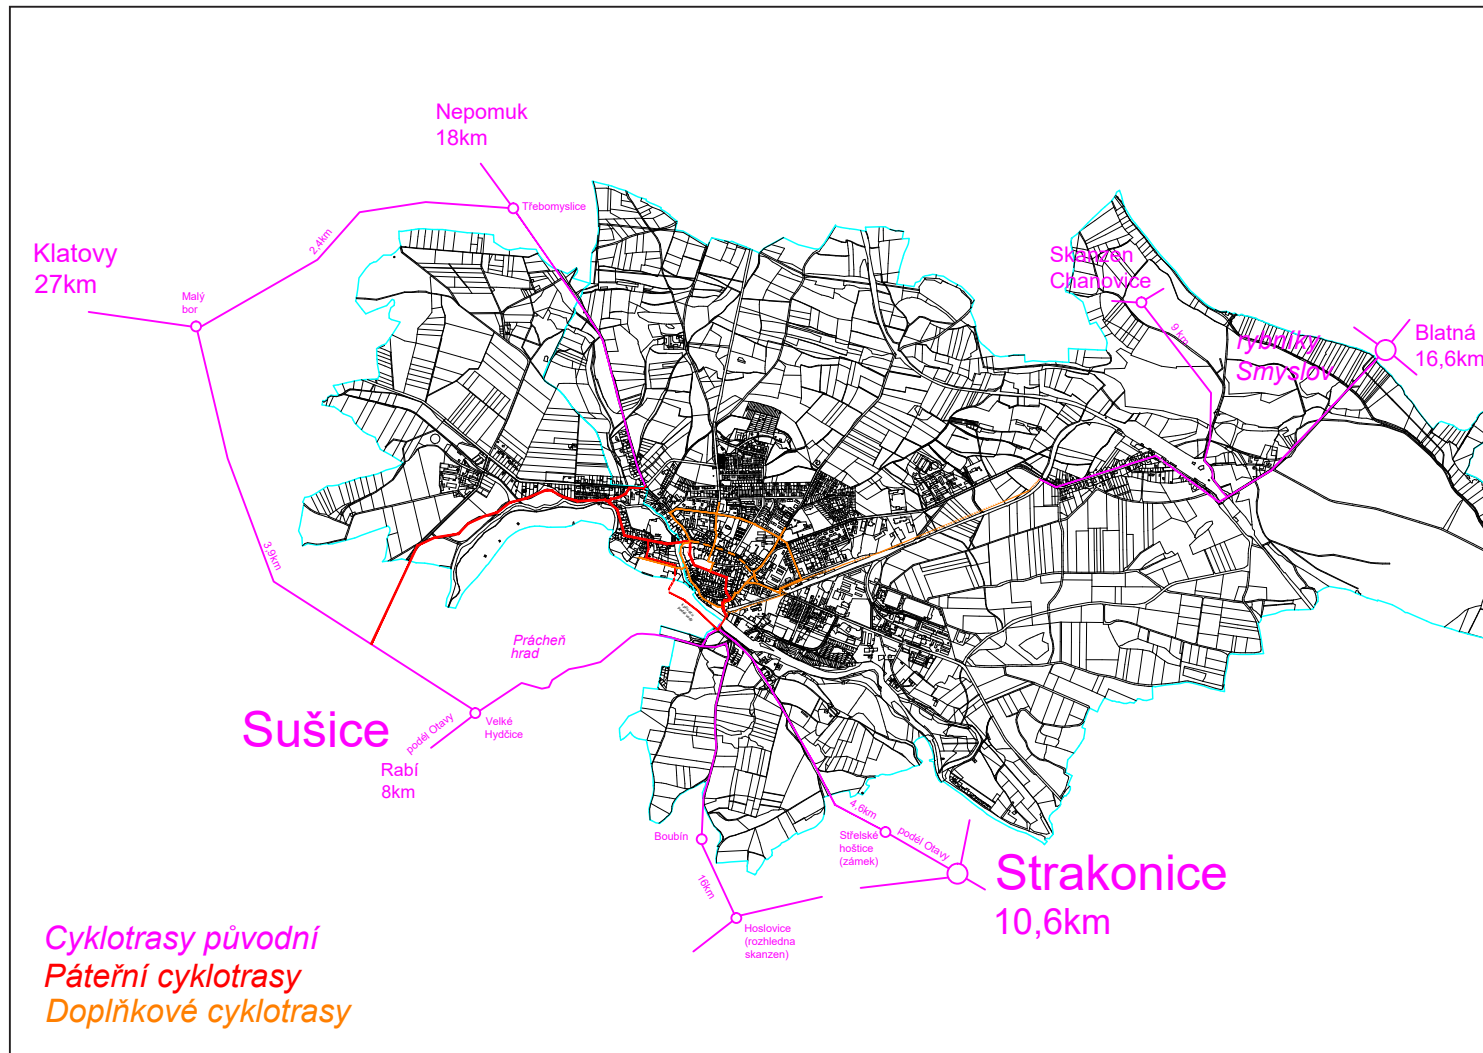 Nepomuk
18km
Třebomyslice
2,4km
Klatovy
27km
Malý
bor
Skanzen
Chanovice
9 km
rybníky
Smyslov
Blatná
16,6km
3,9km
Prácheň
hrad
Sušice
podél Otavy
Velké
Hydčice
Rabí
8km
Boubín
16km
4,6km
Střelské
hoštice
(zámek)
podél Otavy
Strakonice
10,6km
Hoslovice
(rozhledna
skanzen)
Cyklotrasy původní
Páteřní cyklotrasy
Doplňkové cyklotrasy